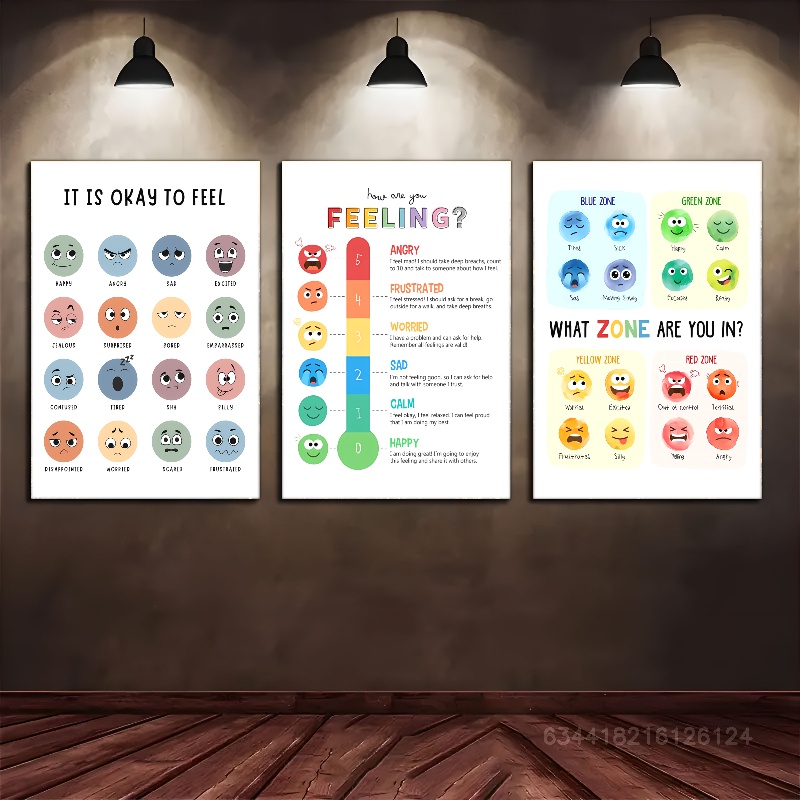 IT IS OKAY TO FEEL
HAPPY ANGRY SAD EXCITED
JEALOUS SURPRISED BORED EMBARRASSED
CONFUSED TIRED SHY SILLY
ZZZ
DISAPPOINTED WORRIED SCARED FRUSTRATED
how are you
FEELING?
5
ANGRY
I feel mad! I should take deep breaths, count
to 10 and talk to someone about how I feel.
4
FRUSTRATED
I feel stressed! I should ask for a break, go
outside for a walk, and take deep breaths.
3
WORRIED
I have a problem and can ask for help.
Remember all feelings are valid!
2
SAD
I'm not feeling good, so I can ask for help
and talk with someone I trust.
1
CALM
I feel okay, I feel relaxed. I can feel proud
that I am doing my best.
0
HAPPY
I am doing great! I'm going to enjoy
this feeling and share it with others.
BLUE ZONE
Tired Sick
Sad Moving Slowly
GREEN ZONE
Happy Calm
Focused Ready
WHAT ZONE ARE YOU IN?
YELLOW ZONE
Worried Excited
Frustrated Silly
RED ZONE
Out of control Terrified
Yelling Angry
634418216126124